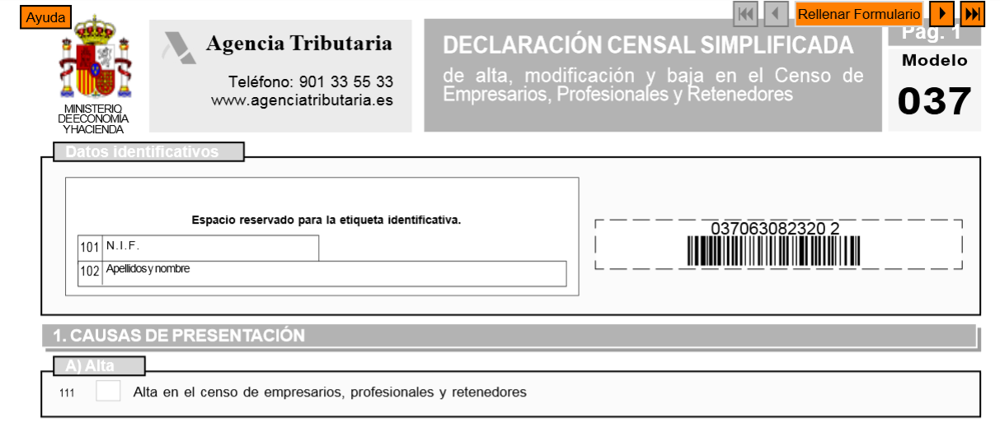 Ayuda
Rellenar Formulario
Agencia Tributaria
Teléfono: 901 33 55 33
www.agenciatributaria.es
MINISTERIO
DE ECONOMÍA
Y HACIENDA
DECLARACIÓN CENSAL SIMPLIFICADA
de alta, modificación y baja en el Censo de
Empresarios, Profesionales y Retenedores
Pág. 1
Modelo
037
Datos identificativos
Espacio reservado para la etiqueta identificativa.
101 N.I.F.
102 Apellidos y nombre
037063082320 2
1. CAUSAS DE PRESENTACIÓN
A) Alta
111 Alta en el censo de empresarios, profesionales y retenedores